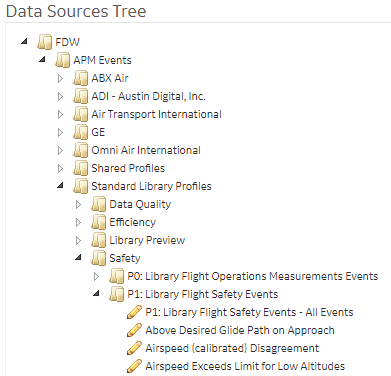 Data Sources Tree
FDW
APM Events
ABX Air
ADI - Austin Digital, Inc.
Air Transport International
GE
Omni Air International
Shared Profiles
Standard Library Profiles
Data Quality
Efficiency
Library Preview
Safety
P0: Library Flight Operations Measurements Events
P1: Library Flight Safety Events
P1: Library Flight Safety Events - All Events
Above Desired Glide Path on Approach
Airspeed (calibrated) Disagreement
Airspeed Exceeds Limit for Low Altitudes